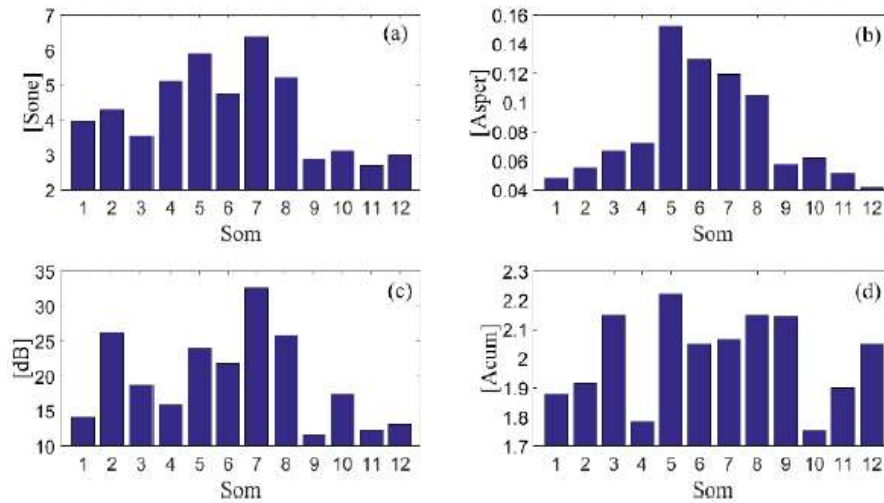 (a)
[Sone]
7
6
5
4
3
2
1 2 3 4 5 6 7 8 9 10 11 12
Som
(b)
[Asper]
0.16
0.14
0.12
0.1
0.08
0.06
0.04
1 2 3 4 5 6 7 8 9 10 11 12
Som
(c)
[dB]
35
30
25
20
15
10
1 2 3 4 5 6 7 8 9 10 11 12
Som
(d)
[Acum]
2.3
2.2
2.1
2
1.9
1.8
1.7
1 2 3 4 5 6 7 8 9 10 11 12
Som